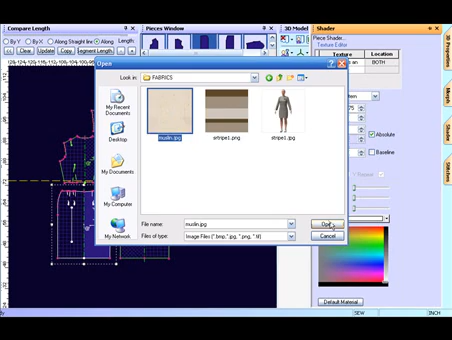 Compare Length
Pieces Window
3D Model
Shader
By Y
By X
Along Straight line
Along
Length
<<
Clear
Update
Copy
Segment Length
>
Piece Shader...
Texture Editor
Texture
Location
BOTH
Open
Look in:
FABRICS
My Recent
Documents
Desktop
My Documents
My Computer
My Network
muslin.jpg
stripe1.png
stripe1.jpg
File name:
muslin.jpg
Open
Files of type:
Image Files (*.bmp,*.jpg, *.png, *.tif)
Cancel
Absolute
Baseline
Default Material
3D Properties
Morph
Shader
Stitches
SEW
INCH